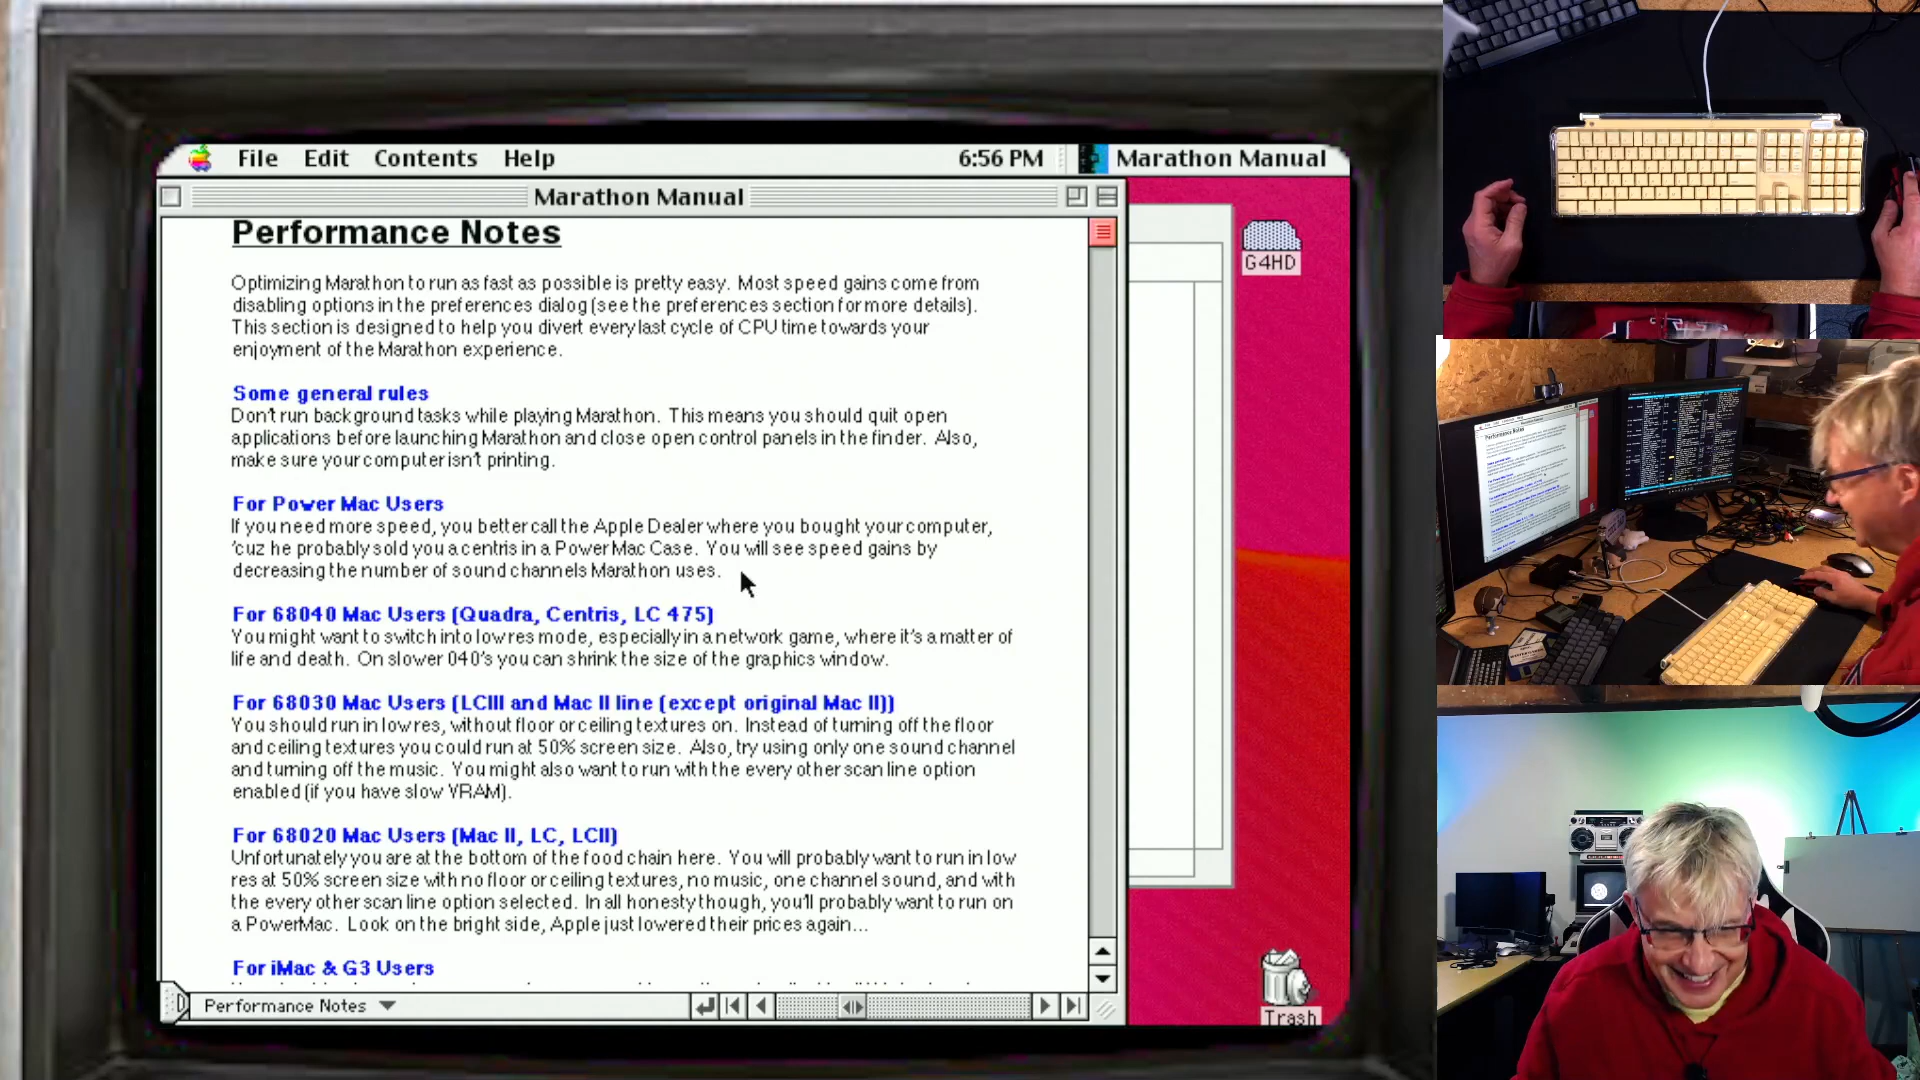 File Edit Contents Help 6:56 PM Marathon Manual
Marathon Manual
Performance Notes
Optimizing Marathon to run as fast as possible is pretty easy. Most speed gains come from
disabling options in the preferences dialog (see the preferences section for more details).
This section is designed to help you divert every last cycle of CPU time towards your
enjoyment of the Marathon experience.
Some general rules
Don't run background tasks while playing Marathon. This means you should quit open
applications before launching Marathon and close open control panels in the finder. Also,
make sure your computer isn't printing.
For Power Mac Users
If you need more speed, you better call the Apple Dealer where you bought your computer,
'cuz he probably sold you a centris in a PowerMac Case. You will see speed gains by
decreasing the number of sound channels Marathon uses.
For 68040 Mac Users (Quadra, Centris, LC 475)
You might want to switch into low res mode, especially in a network game, where it's a matter of
life and death. On slower 040's you can shrink the size of the graphics window.
For 68030 Mac Users (LCIII and Mac II line (except original Mac II))
You should run in low res, without floor or ceiling textures on. Instead of turning off the floor
and ceiling textures you could run at 50% screen size. Also, try using only one sound channel
and turning off the music. You might also want to run with the every other scan line option
enabled (if you have slow VRAM).
For 68020 Mac Users (Mac II, LC, LCII)
Unfortunately you are at the bottom of the food chain here. You will probably want to run in low
res at 50% screen size with no floor or ceiling textures, no music, one channel sound, and with
the every other scan line option selected. In all honesty though, you'll probably want to run on
a PowerMac. Look on the bright side, Apple just lowered their prices again...
For iMac & G3 Users
Performance Notes
G4HD
Trash